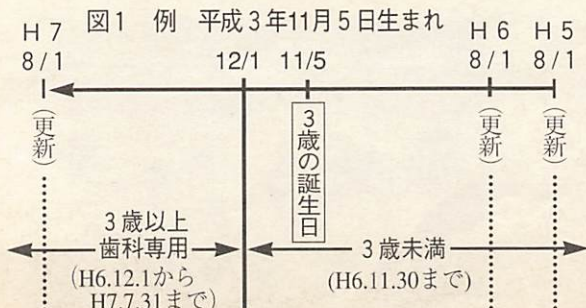 図1 例 平成3年11月5日生まれ
H7
8/1
12/1
11/5
H6
8/1
H5
8/1
(更新)
3歳の誕生日
(更新)
(更新)
3歳以上
歯科専用
(H6.12.1から
H7.7.31まで)
3歳未満
(H6.11.30まで)